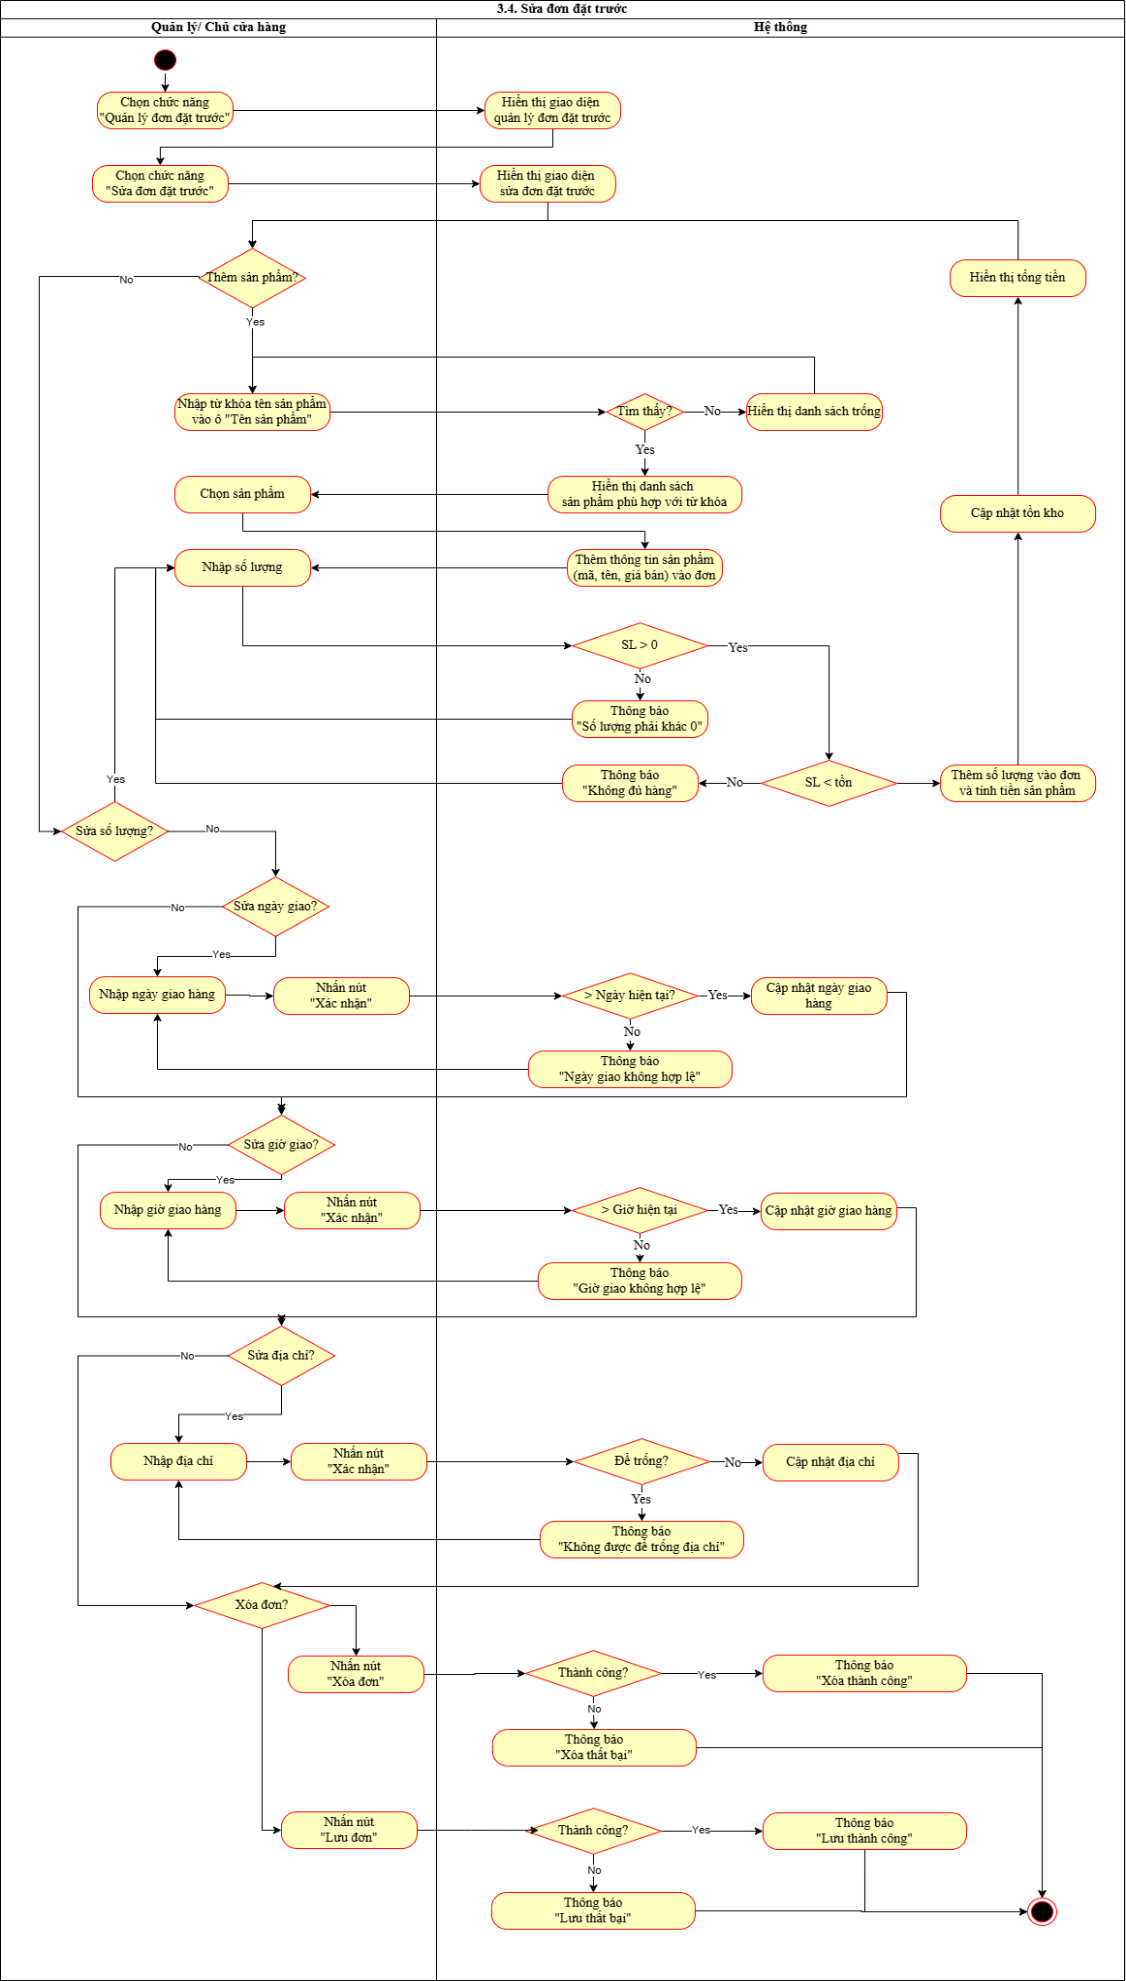 3.4. Sửa đơn đặt trước
Quản lý/ Chủ cửa hàng
Hệ thống
Chọn chức năng
"Quản lý đơn đặt trước"
Hiển thị giao diện
quản lý đơn đặt trước
Chọn chức năng
"Sửa đơn đặt trước"
Hiển thị giao diện
sửa đơn đặt trước
Thêm sản phẩm?
No
Hiển thị tổng tiền
Yes
Nhập từ khóa tên sản phẩm
vào ô "Tên sản phẩm"
Tìm thấy?
No
Hiển thị danh sách trống
Yes
Chọn sản phẩm
Hiển thị danh sách
sản phẩm phù hợp với từ khóa
Cập nhật tồn kho
Nhập số lượng
Thêm thông tin sản phẩm
(mã, tên, giá bán) vào đơn
SL > 0
Yes
No
Thông báo
"Số lượng phải khác 0"
Yes
Thông báo
"Không đủ hàng"
No
SL < tồn
Thêm số lượng vào đơn
và tính tiền sản phẩm
Sửa số lượng?
No
No
Sửa ngày giao?
Yes
Nhập ngày giao hàng
Nhấn nút
"Xác nhận"
> Ngày hiện tại?
Yes
Cập nhật ngày giao
hàng
No
Thông báo
"Ngày giao không hợp lệ"
No
Sửa giờ giao?
Yes
Nhập giờ giao hàng
Nhấn nút
"Xác nhận"
> Giờ hiện tại
Yes
Cập nhật giờ giao hàng
No
Thông báo
"Giờ giao không hợp lệ"
No
Sửa địa chỉ?
Yes
Nhập địa chỉ
Nhấn nút
"Xác nhận"
Để trống?
No
Cập nhật địa chỉ
Yes
Thông báo
"Không được để trống địa chỉ"
Xóa đơn?
Nhấn nút
"Xóa đơn"
Thành công?
Yes
Thông báo
"Xóa thành công"
No
Thông báo
"Xóa thất bại"
Nhấn nút
"Lưu đơn"
Thành công?
Yes
Thông báo
"Lưu thành công"
No
Thông báo
"Lưu thất bại"